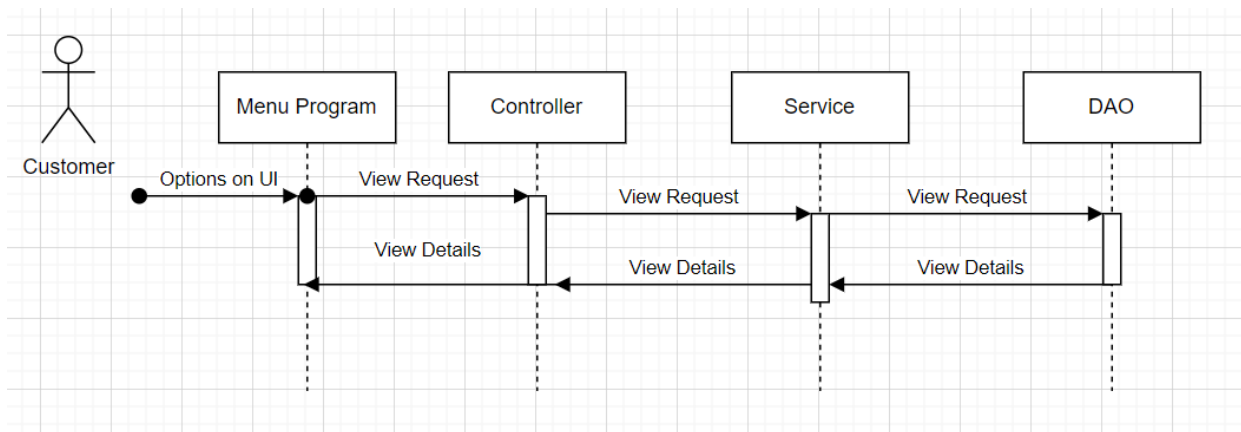 Menu Program
Controller
Service
DAO
Customer
Options on UI
View Request
View Request
View Request
View Details
View Details
View Details